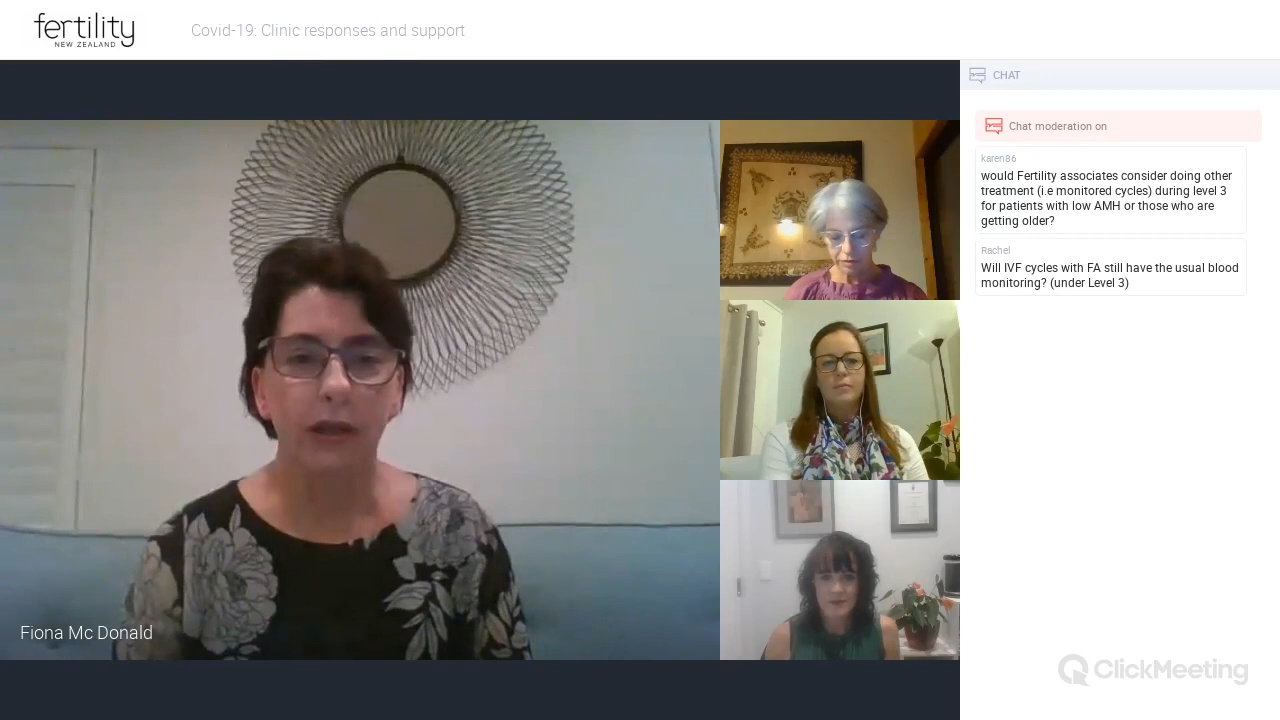 fertility
NEW ZEALAND
Covid-19: Clinic responses and support
CHAT
Chat moderation on
karen86
would Fertility associates consider doing other
treatment (i.e monitored cycles) during level 3
for patients with low AMH or those who are
getting older?
Rachel
Will IVF cycles with FA still have the usual blood
monitoring? (under Level 3)
Fiona Mc Donald
ClickMeeting